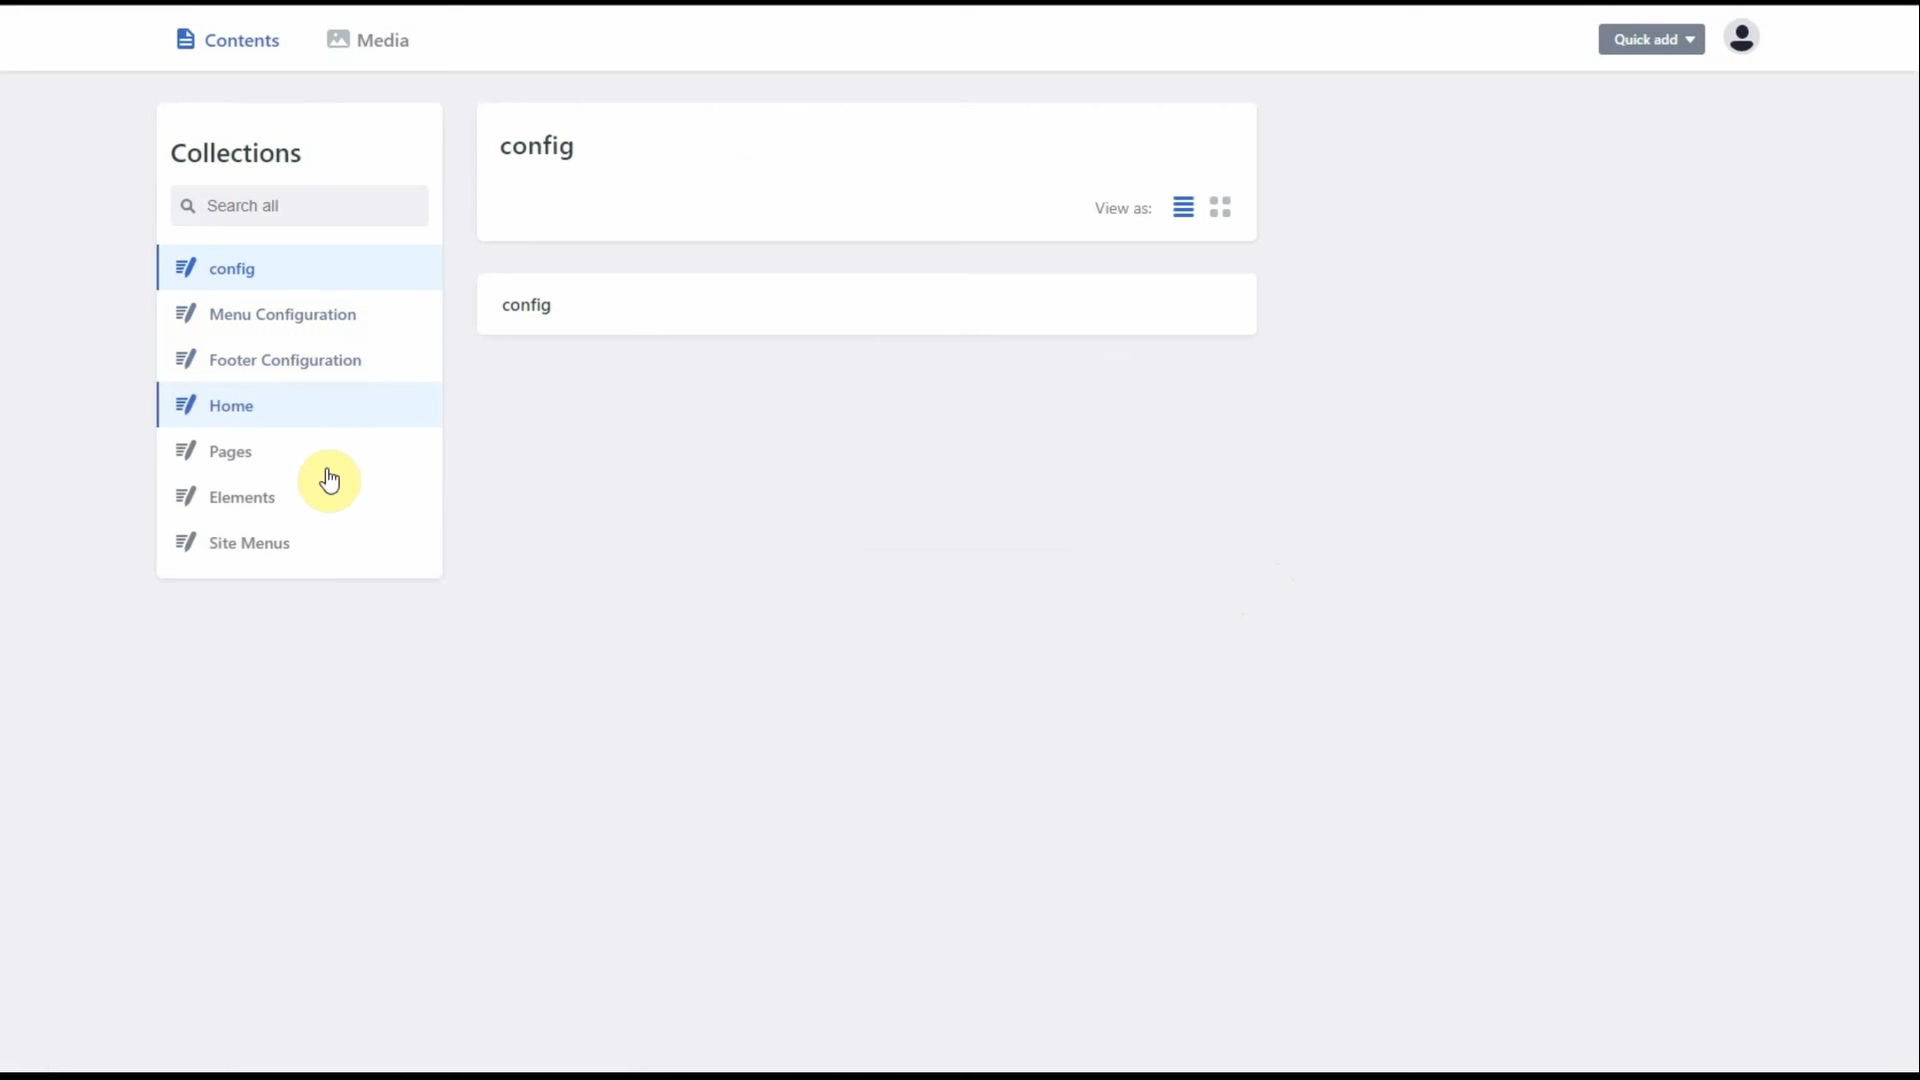 Contents
Media
Quick add
Collections
Search all
config
Menu Configuration
Footer Configuration
Home
Pages
Elements
Site Menus
config
View as:
config